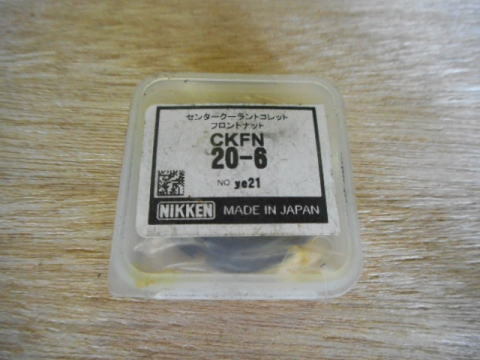 センタークーラントコレット
フロントナット
CKFN
20-6
NO ye21
NIKKEN MADE IN JAPAN